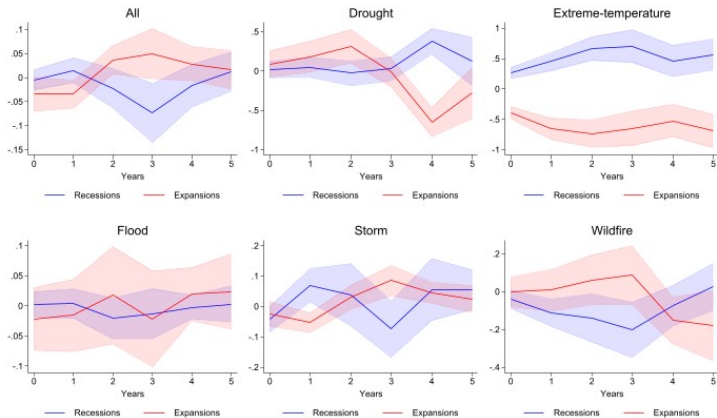 All
.1
.05
0
-.05
-.1
-.15
0 1 2 3 4 5
Years
Recessions Expansions
Drought
1
.5
0
-.5
-1
0 1 2 3 4 5
Years
Recessions Expansions
Extreme-temperature
1
.5
0
-.5
-1
0 1 2 3 4 5
Years
Recessions Expansions
Flood
.1
.05
0
-.05
-.1
0 1 2 3 4 5
Years
Recessions Expansions
Storm
.2
.1
0
-.1
-.2
0 1 2 3 4 5
Years
Recessions Expansions
Wildfire
.2
0
-.2
-.4
0 1 2 3 4 5
Years
Recessions Expansions